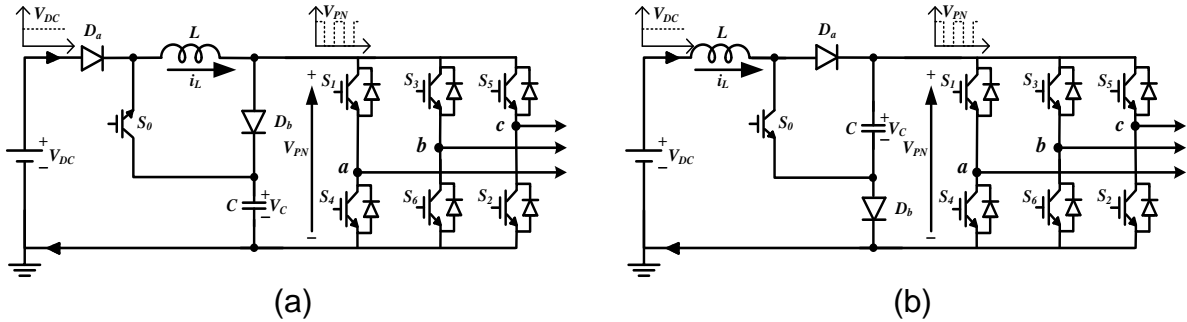 V_DC
D_a
L
i_L
S_0
D_b
+
V_DC
−
C
+
V_C
−
V_PN
+
V_PN
−
S_1
S_3
S_5
c
b
a
S_4
S_6
S_2
(a)
V_DC
L
i_L
D_a
S_0
C
+
V_C
−
D_b
+
V_DC
−
V_PN
+
V_PN
−
S_1
S_3
S_5
c
b
a
S_4
S_6
S_2
(b)